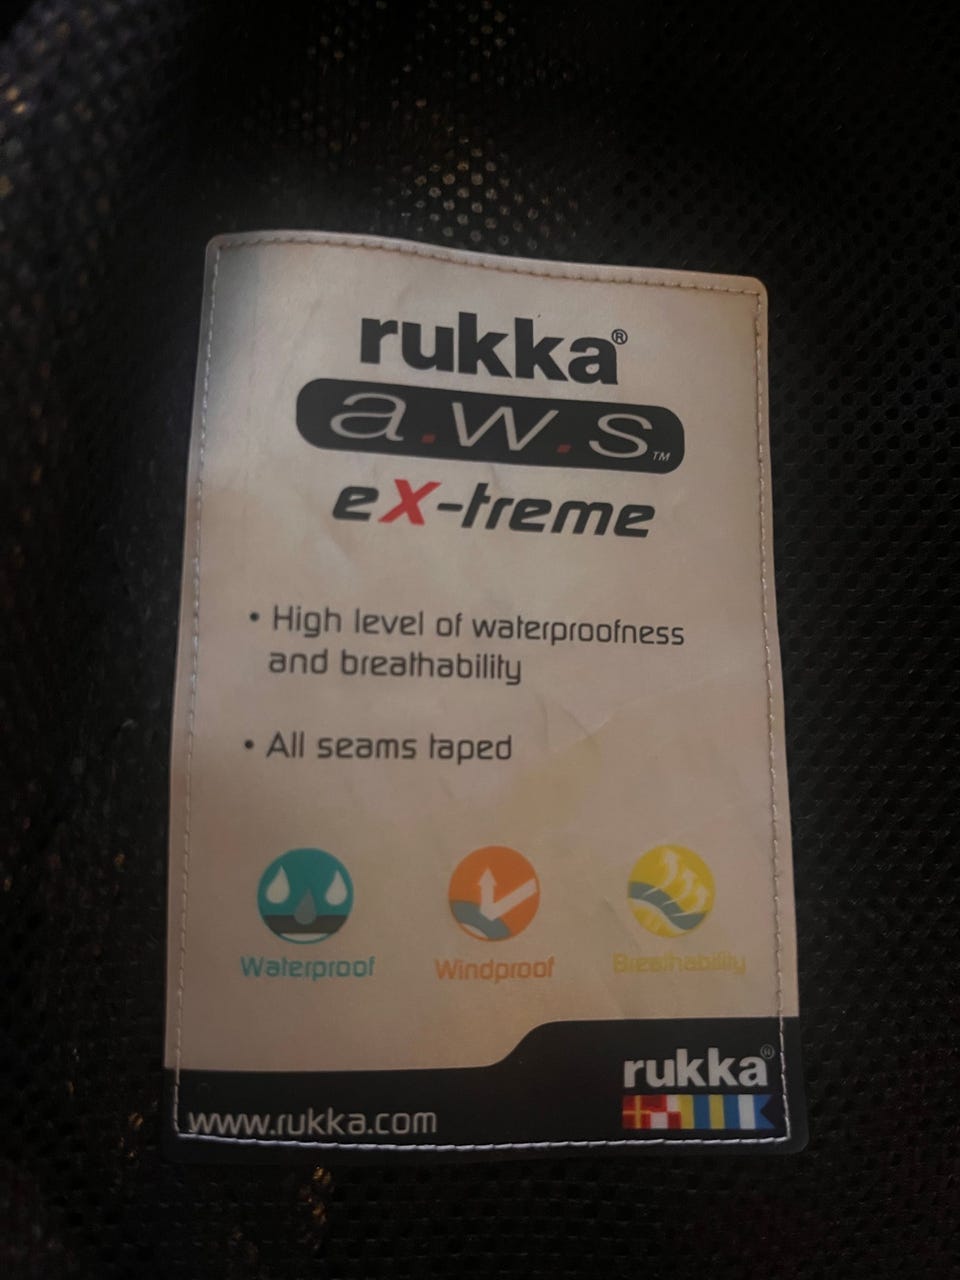 rukka®
a.w.s.™
eX-treme
• High level of waterproofness
and breathability
• All seams taped
Waterproof Windproof Breathability
rukka®
www.rukka.com